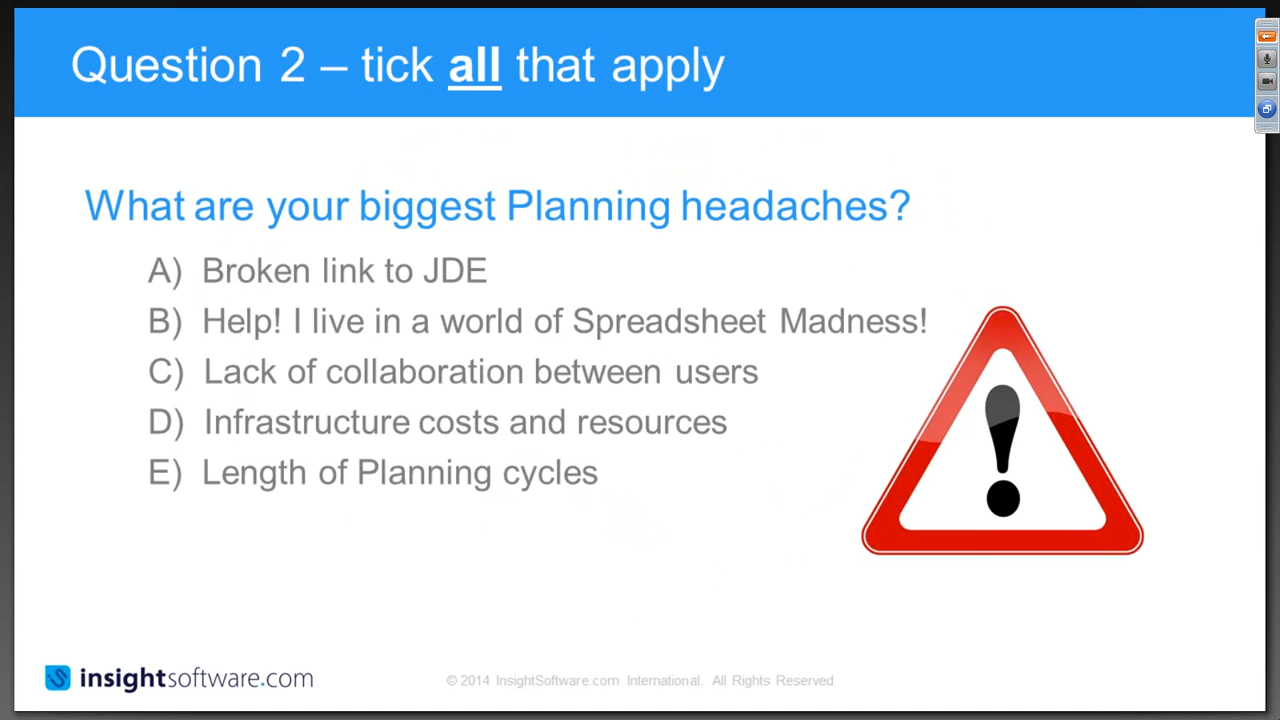 Question 2 – tick all that apply
What are your biggest Planning headaches?
A) Broken link to JDE
B) Help! I live in a world of Spreadsheet Madness!
C) Lack of collaboration between users
D) Infrastructure costs and resources
E) Length of Planning cycles
insightsoftware.com
© 2014 InsightSoftware.com International. All Rights Reserved